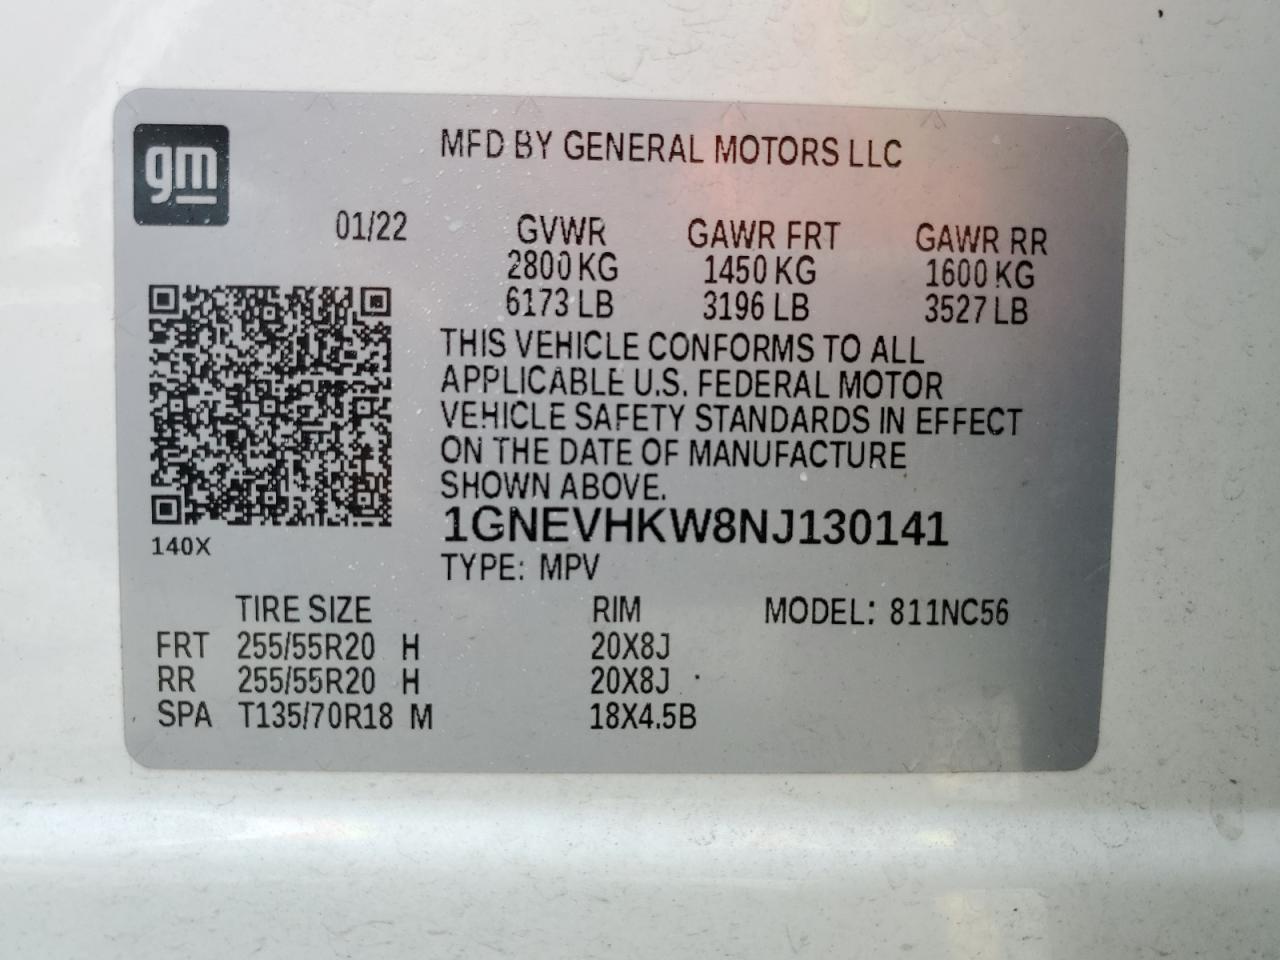 gm
MFD BY GENERAL MOTORS LLC
01/22 GVWR GAWR FRT GAWR RR
2800 KG 1450 KG 1600 KG
6173 LB 3196 LB 3527 LB
THIS VEHICLE CONFORMS TO ALL
APPLICABLE U.S. FEDERAL MOTOR
VEHICLE SAFETY STANDARDS IN EFFECT
ON THE DATE OF MANUFACTURE
SHOWN ABOVE.
1GNEVHKW8NJ130141
140X
TYPE: MPV
TIRE SIZE RIM MODEL: 811NC56
FRT 255/55R20 H 20X8J
RR 255/55R20 H 20X8J
SPA T135/70R18 M 18X4.5B